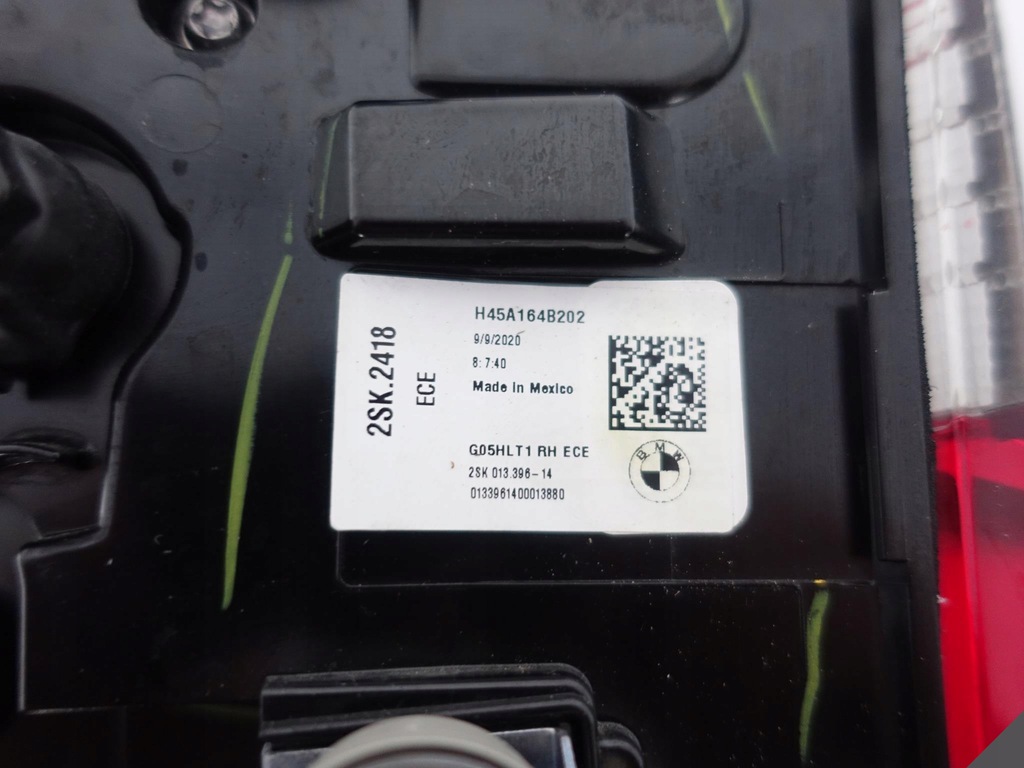 H45A164B202
9/9/2020
8:7:40
Made in Mexico
2SK.2418
ECE
G05HLT1 RH ECE
2SK 013.396-14
0133961400013880
BMW